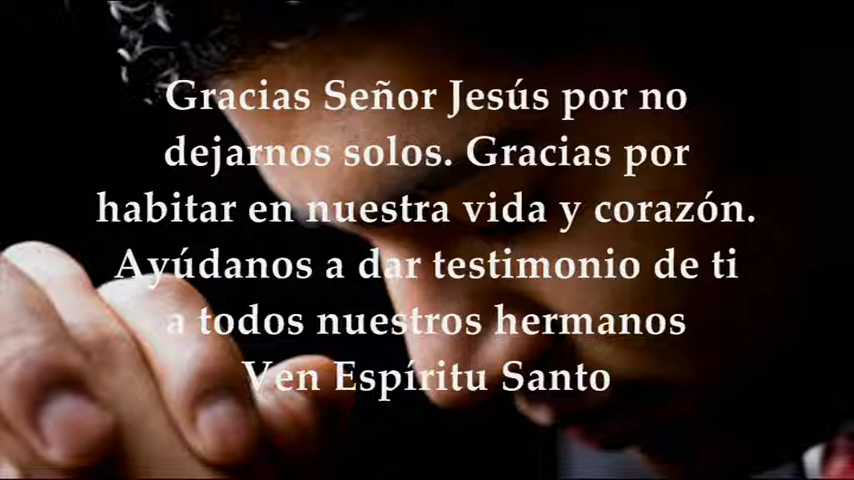 Gracias Señor Jesús por no
dejarnos solos. Gracias por
habitar en nuestra vida y corazón.
Ayúdanos a dar testimonio de ti
a todos nuestros hermanos
Ven Espíritu Santo